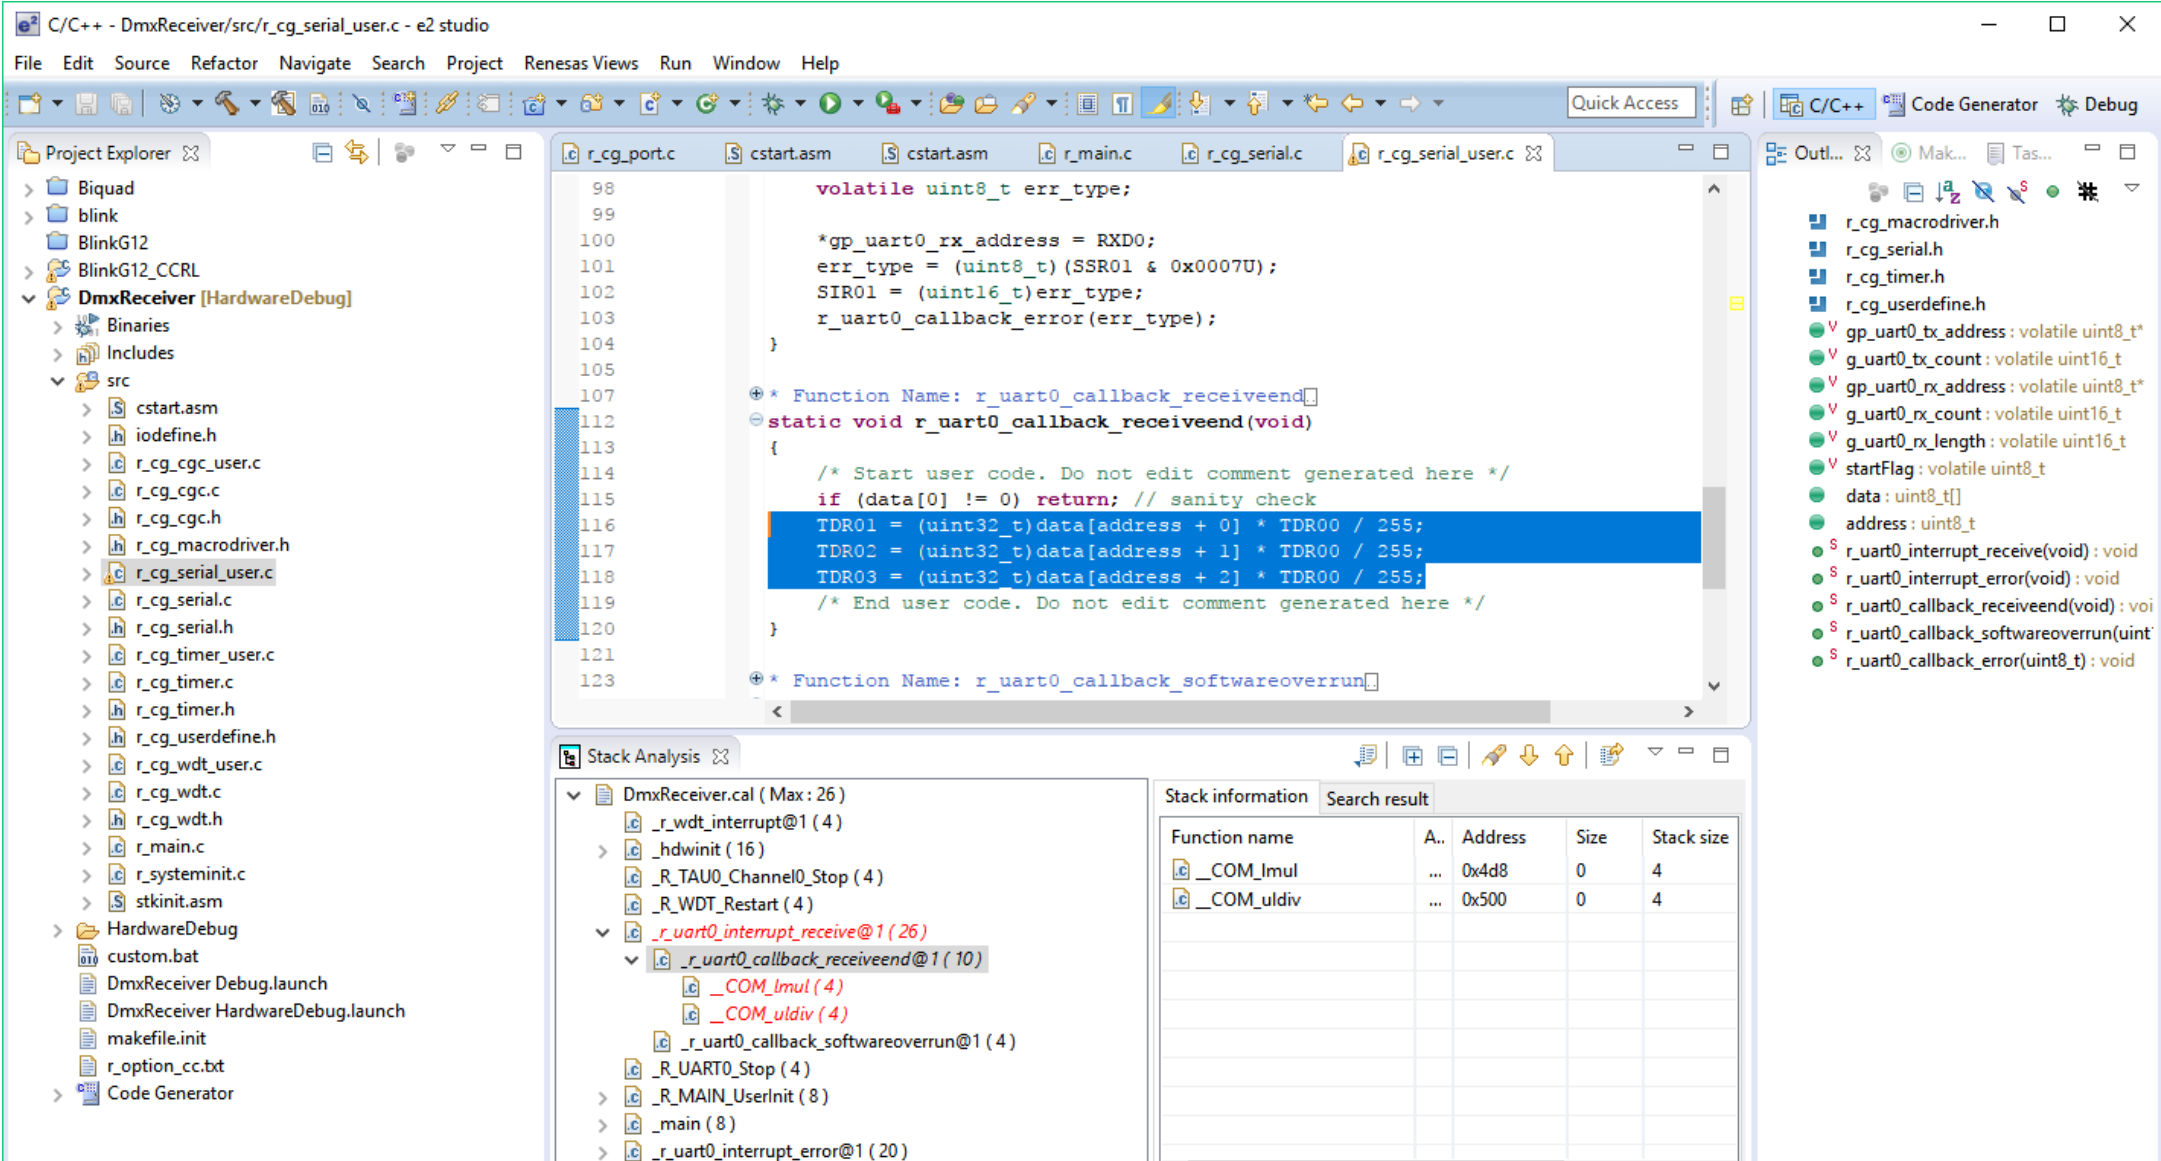 C/C++ - DmxReceiver/src/r_cg_serial_user.c - e2 studio
File Edit Source Refactor Navigate Search Project Renesas Views Run Window Help
Quick Access
C/C++ Code Generator Debug
Project Explorer
Biquad
blink
BlinkG12
BlinkG12_CCRL
DmxReceiver [HardwareDebug]
Binaries
Includes
src
cstart.asm
iodefine.h
r_cg_cgc_user.c
r_cg_cgc.c
r_cg_cgc.h
r_cg_macrodriver.h
r_cg_serial_user.c
r_cg_serial.c
r_cg_serial.h
r_cg_timer_user.c
r_cg_timer.c
r_cg_timer.h
r_cg_userdefine.h
r_cg_wdt_user.c
r_cg_wdt.c
r_cg_wdt.h
r_main.c
r_systeminit.c
stkinit.asm
HardwareDebug
custom.bat
DmxReceiver Debug.launch
DmxReceiver HardwareDebug.launch
makefile.init
r_option_cc.txt
Code Generator
r_cg_port.c cstart.asm cstart.asm r_main.c r_cg_serial.c r_cg_serial_user.c
98 volatile uint8_t err_type;
99
100 *gp_uart0_rx_address = RXD0;
101 err_type = (uint8_t)(SSR01 & 0x0007U);
102 SIR01 = (uint16_t)err_type;
103 r_uart0_callback_error(err_type);
104 }
105
107 * Function Name: r_uart0_callback_receiveend
112 static void r_uart0_callback_receiveend(void)
113 {
114 /* Start user code. Do not edit comment generated here */
115 if (data[0] != 0) return; // sanity check
116 TDR01 = (uint32_t)data[address + 0] * TDR00 / 255;
117 TDR02 = (uint32_t)data[address + 1] * TDR00 / 255;
118 TDR03 = (uint32_t)data[address + 2] * TDR00 / 255;
119 /* End user code. Do not edit comment generated here */
120 }
121
123 * Function Name: r_uart0_callback_softwareoverrun
Stack Analysis
DmxReceiver.cal ( Max : 26 )
_r_wdt_interrupt@1 ( 4 )
_hdwinit ( 16 )
_R_TAU0_Channel0_Stop ( 4 )
_R_WDT_Restart ( 4 )
_r_uart0_interrupt_receive@1 ( 26 )
_r_uart0_callback_receiveend@1 ( 10 )
__COM_lmul ( 4 )
__COM_uldiv ( 4 )
_r_uart0_callback_softwareoverrun@1 ( 4 )
_R_UART0_Stop ( 4 )
_R_MAIN_UserInit ( 8 )
_main ( 8 )
_r_uart0_interrupt_error@1 ( 20 )
Stack information Search result
Function name A.. Address Size Stack size
__COM_lmul ... 0x4d8 0 4
__COM_uldiv ... 0x500 0 4
Outl... Mak... Tas...
r_cg_macrodriver.h
r_cg_serial.h
r_cg_timer.h
r_cg_userdefine.h
gp_uart0_tx_address : volatile uint8_t*
g_uart0_tx_count : volatile uint16_t
gp_uart0_rx_address : volatile uint8_t*
g_uart0_rx_count : volatile uint16_t
g_uart0_rx_length : volatile uint16_t
startFlag : volatile uint8_t
data : uint8_t[]
address : uint8_t
r_uart0_interrupt_receive(void) : void
r_uart0_interrupt_error(void) : void
r_uart0_callback_receiveend(void) : voi
r_uart0_callback_softwareoverrun(uint
r_uart0_callback_error(uint8_t) : void